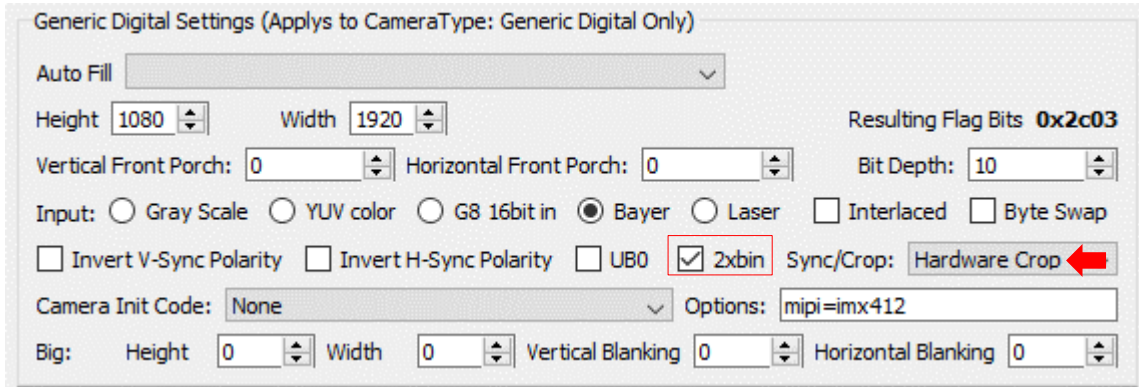 Generic Digital Settings (Applys to CameraType: Generic Digital Only)
Auto Fill
Height 1080 Width 1920 Resulting Flag Bits 0x2c03
Vertical Front Porch: 0 Horizontal Front Porch: 0 Bit Depth: 10
Input: Gray Scale YUV color G8 16bit in Bayer Laser Interlaced Byte Swap
Invert V-Sync Polarity Invert H-Sync Polarity UB0 2xbin Sync/Crop: Hardware Crop
Camera Init Code: None Options: mipi=imx412
Big: Height 0 Width 0 Vertical Blanking 0 Horizontal Blanking 0